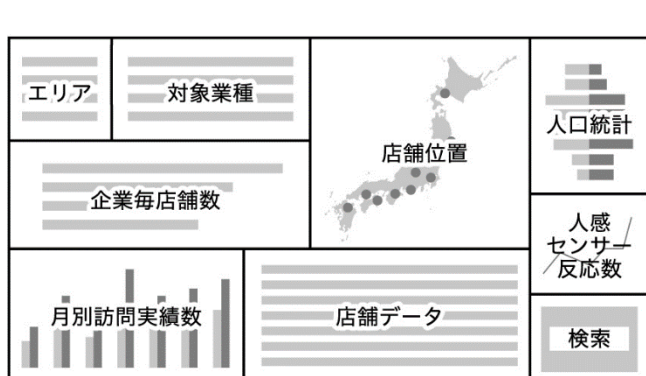 エリア
対象業種
店舗位置
人口統計
企業毎店舗数
人感
センサー
反応数
月別訪問実績数
店舗データ
検索